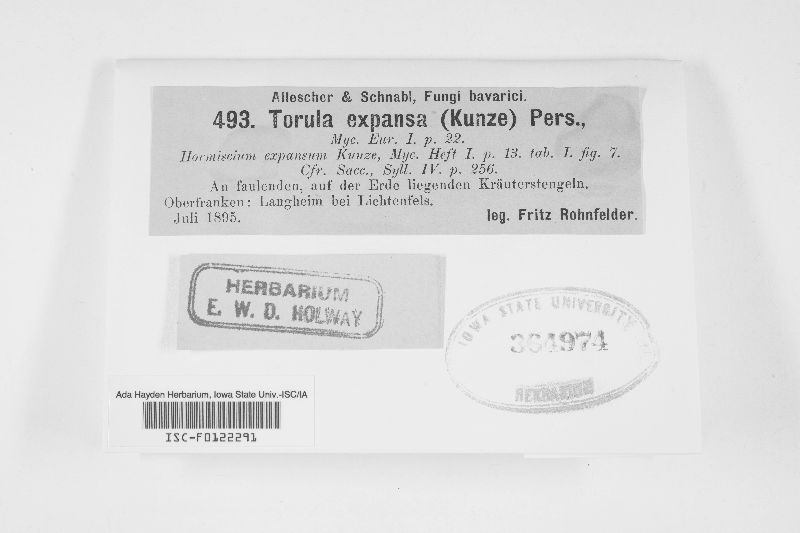 Allescher & Schnabl, Fungi bavarici.
493. Torula expansa (Kunze) Pers.,
Myc. Eur. I. p. 22.
Hormiscium expansum Kunze, Myc. Heft I. p. 13. tab. I. fig. 7.
Cfr. Sacc., Syll. IV. p. 256.
An faulenden, auf der Erde liegenden Kräuterstengeln.
Oberfranken: Langheim bei Lichtenfels.
Juli 1895. leg. Fritz Rohnfelder.
HERBARIUM
E. W. D. HOLWAY
IOWA STATE UNIVERSITY
364974
HERBARIUM
Ada Hayden Herbarium, Iowa State Univ.-ISC/IA
ISC-F0122291